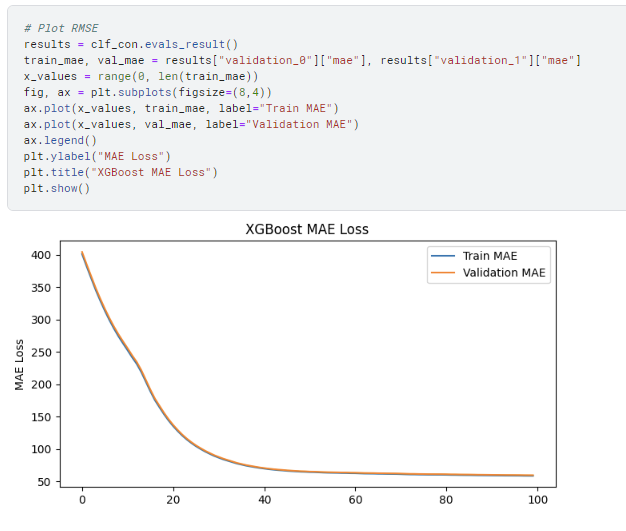 # Plot RMSE
results = clf_con.evals_result()
train_mae, val_mae = results["validation_0"]["mae"], results["validation_1"]["mae"]
x_values = range(0, len(train_mae))
fig, ax = plt.subplots(figsize=(8,4))
ax.plot(x_values, train_mae, label="Train MAE")
ax.plot(x_values, val_mae, label="Validation MAE")
ax.legend()
plt.ylabel("MAE Loss")
plt.title("XGBoost MAE Loss")
plt.show()
XGBoost MAE Loss
Train MAE
Validation MAE
MAE Loss
400
350
300
250
200
150
100
50
0 20 40 60 80 100